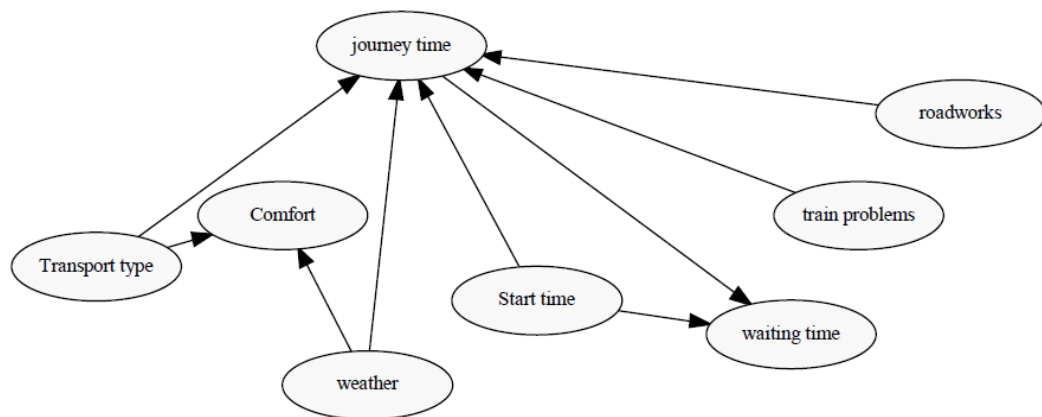 journey time
roadworks
Comfort
train problems
Transport type
Start time
waiting time
weather